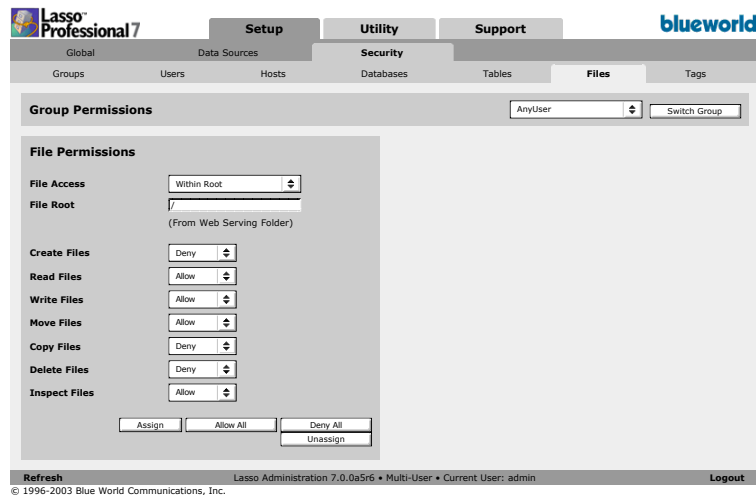 Lasso™
Professional 7
Setup Utility Support
blueworld
Global Data Sources Security
Groups Users Hosts Databases Tables Files Tags
Group Permissions AnyUser Switch Group
File Permissions
File Access Within Root
File Root /
(From Web Serving Folder)
Create Files Deny
Read Files Allow
Write Files Allow
Move Files Allow
Copy Files Deny
Delete Files Deny
Inspect Files Allow
Assign Allow All Deny All
Unassign
Refresh Lasso Administration 7.0.0a5r6 • Multi-User • Current User: admin Logout
© 1996-2003 Blue World Communications, Inc.